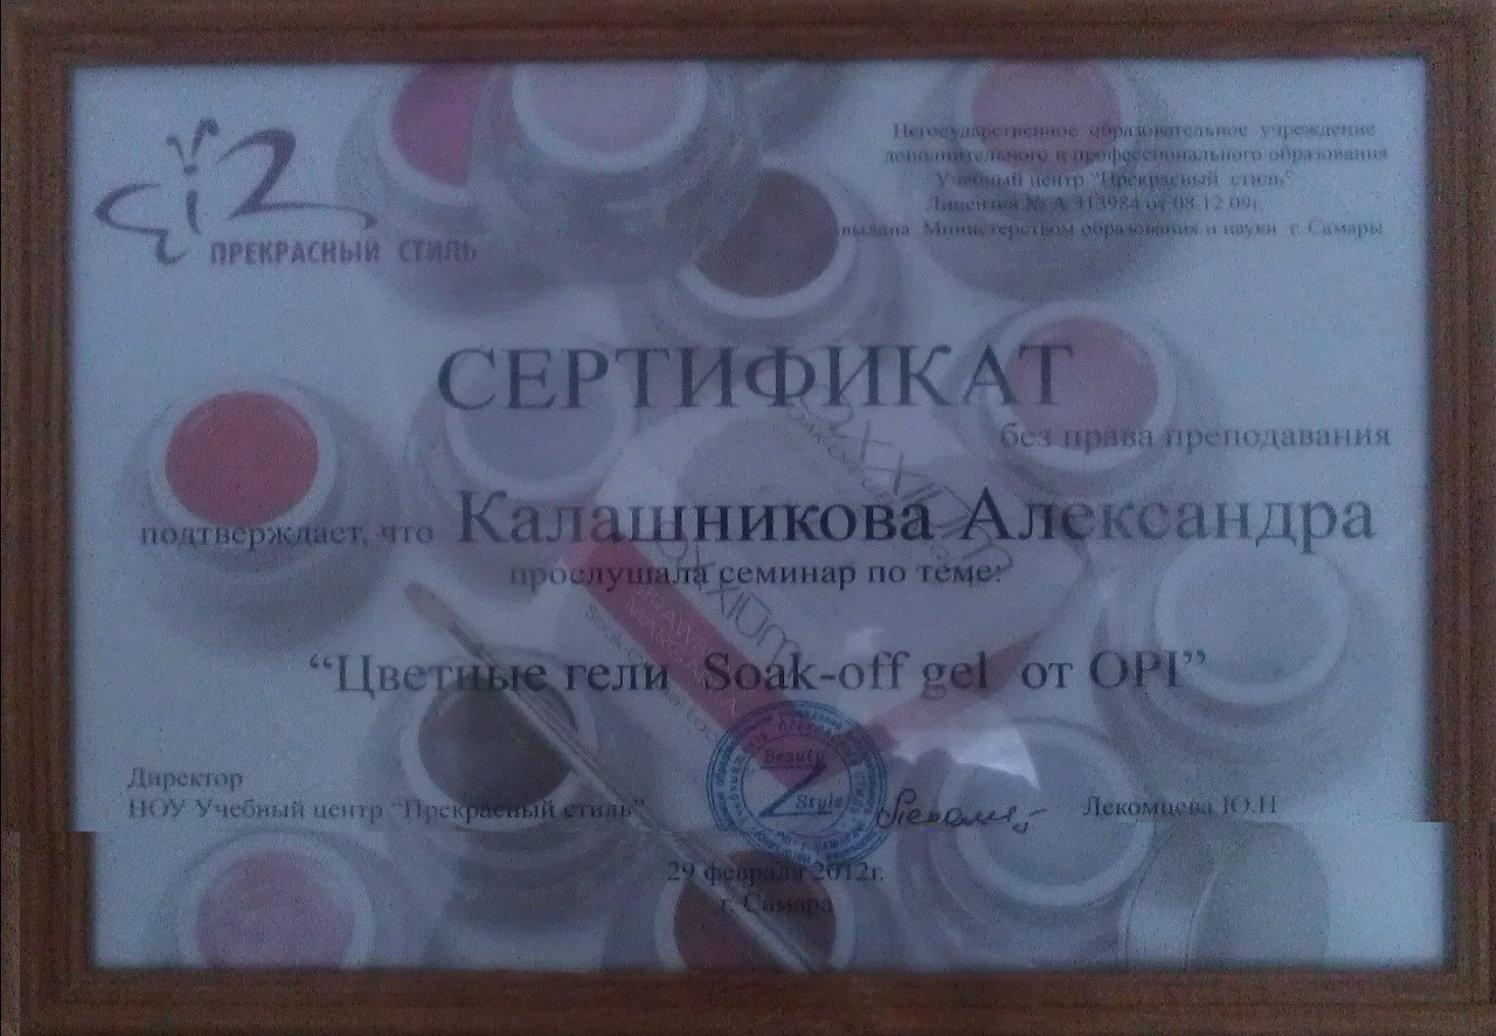 ПРЕКРАСНЫЙ СТИЛЬ
Негосударственное образовательное учреждение
дополнительного и профессионального образования
Учебный центр "Прекрасный стиль"
Лицензия № А 313984 от 08.12.09г.
выдана Министерством образования и науки г. Самары
СЕРТИФИКАТ
без права преподавания
подтверждает, что Калашникова Александра
прослушала семинар по теме:
"Цветные гели Soak-off gel от OPI"
Beauty
Style
Директор
НОУ Учебный центр "Прекрасный стиль"
Лекомцева Ю.Н
29 февраля 2012г.
г. Самара